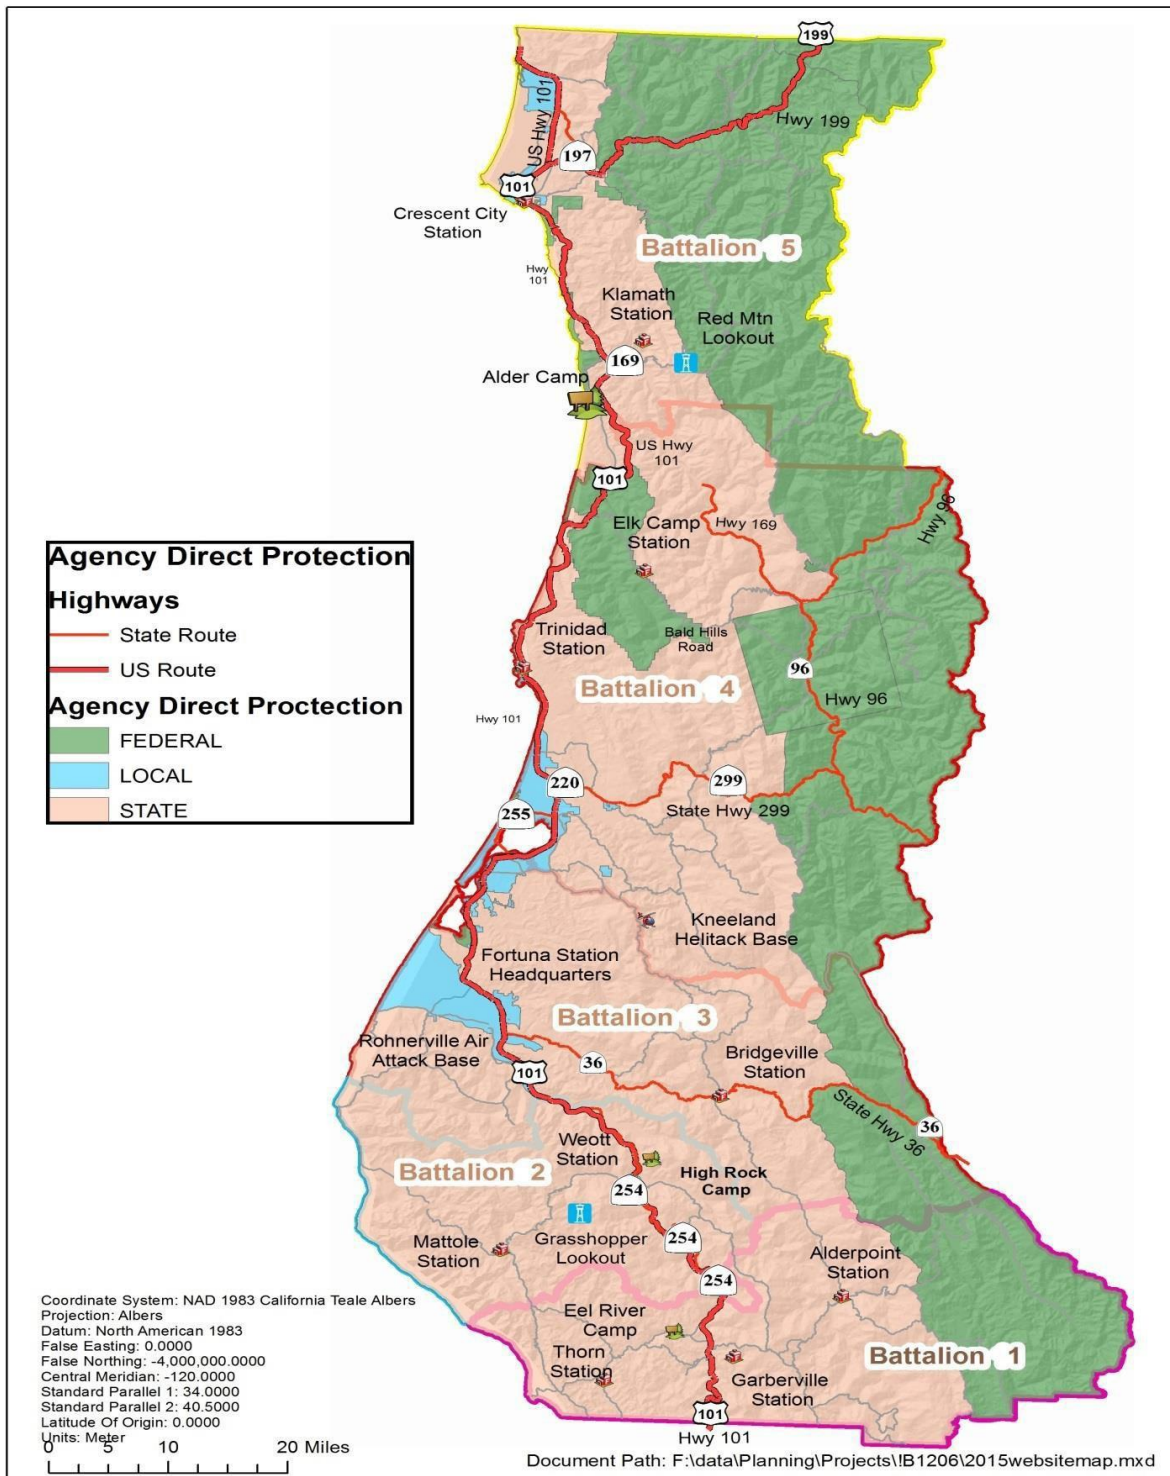 199
US Hwy 101
Hwy 199
197
101
Crescent City
Station
Battalion 5
Hwy
101
Klamath
Station
Red Mtn
Lookout
169
Alder Camp
US Hwy
101
101
Hwy 169
Hwy 96
Elk Camp
Station
Agency Direct Protection
Highways
State Route
US Route
Agency Direct Proctection
FEDERAL
LOCAL
STATE
Trinidad
Station
Bald Hills
Road
96
Battalion 4
Hwy 96
Hwy 101
220
299
State Hwy 299
255
Kneeland
Helitack Base
Fortuna Station
Headquarters
Battalion 3
Rohnerville Air
Attack Base
36
101
Bridgeville
Station
State Hwy 36
36
Weott
Station
Battalion 2
High Rock
Camp
254
Mattole
Station
Grasshopper
Lookout
254
Alderpoint
Station
254
Eel River
Camp
Thorn
Station
Battalion 1
Garberville
Station
101
Hwy 101
Coordinate System: NAD 1983 California Teale Albers
Projection: Albers
Datum: North American 1983
False Easting: 0.0000
False Northing: -4,000,000.0000
Central Meridian: -120.0000
Standard Parallel 1: 34.0000
Standard Parallel 2: 40.5000
Latitude Of Origin: 0.0000
Units: Meter
0 5 10 20 Miles
Document Path: F:\data\Planning\Projects\!B1206\2015websitemap.mxd